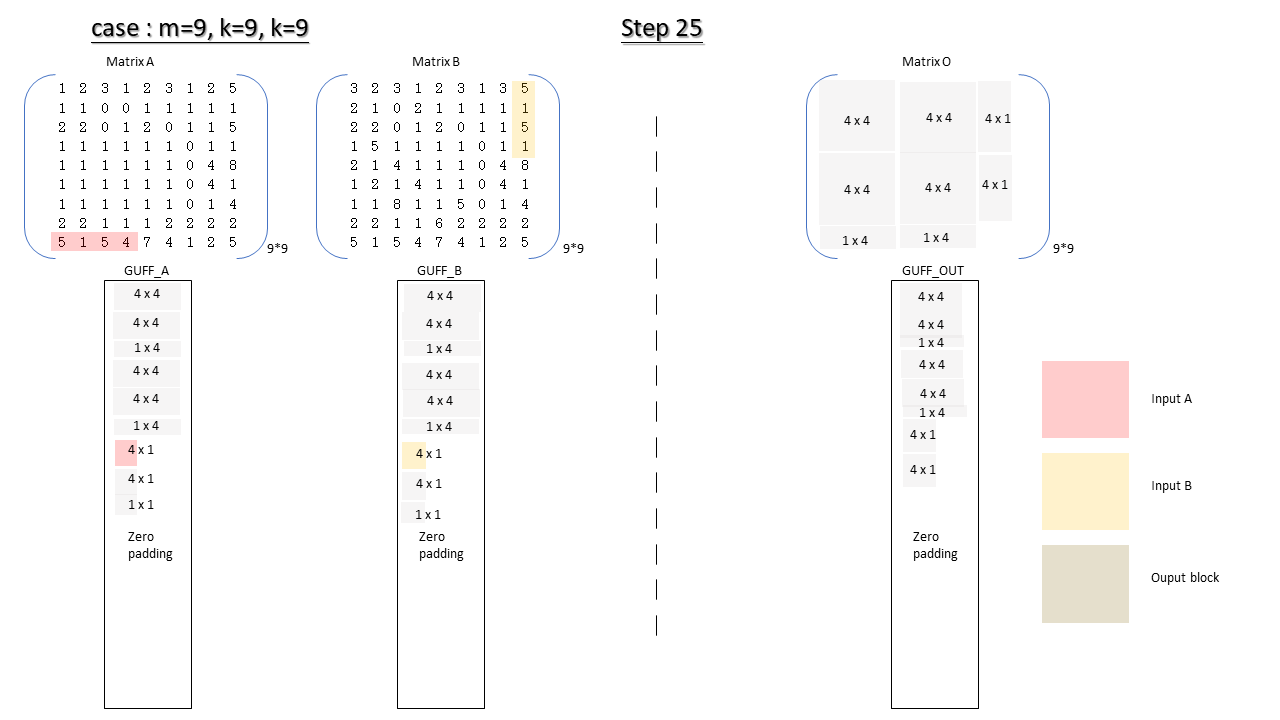 case : m=9, k=9, k=9
Step 25
Matrix A
Matrix B
Matrix O
1 2 3 1 2 3 1 2 5
1 1 0 0 1 1 1 1 1
2 2 0 1 2 0 1 1 5
1 1 1 1 1 1 0 1 1
1 1 1 1 1 1 0 4 8
1 1 1 1 1 1 0 4 1
1 1 1 1 1 1 0 1 4
2 2 1 1 1 2 2 2 2
5 1 5 4 7 4 1 2 5
9*9
3 2 3 1 2 3 1 3 5
2 1 0 2 1 1 1 1 1
2 2 0 1 2 0 1 1 5
1 5 1 1 1 1 0 1 1
2 1 4 1 1 1 0 4 8
1 2 1 4 1 1 0 4 1
1 1 8 1 1 5 0 1 4
2 2 1 1 6 2 2 2 2
5 1 5 4 7 4 1 2 5
9*9
4 x 4
4 x 4
4 x 1
4 x 4
4 x 4
4 x 1
1 x 4
1 x 4
9*9
GUFF_A
4 x 4
4 x 4
1 x 4
4 x 4
4 x 4
1 x 4
4 x 1
4 x 1
1 x 1
Zero
padding
GUFF_B
4 x 4
4 x 4
1 x 4
4 x 4
4 x 4
1 x 4
4 x 1
4 x 1
1 x 1
Zero
padding
GUFF_OUT
4 x 4
4 x 4
1 x 4
4 x 4
4 x 4
1 x 4
4 x 1
4 x 1
Zero
padding
Input A
Input B
Ouput block